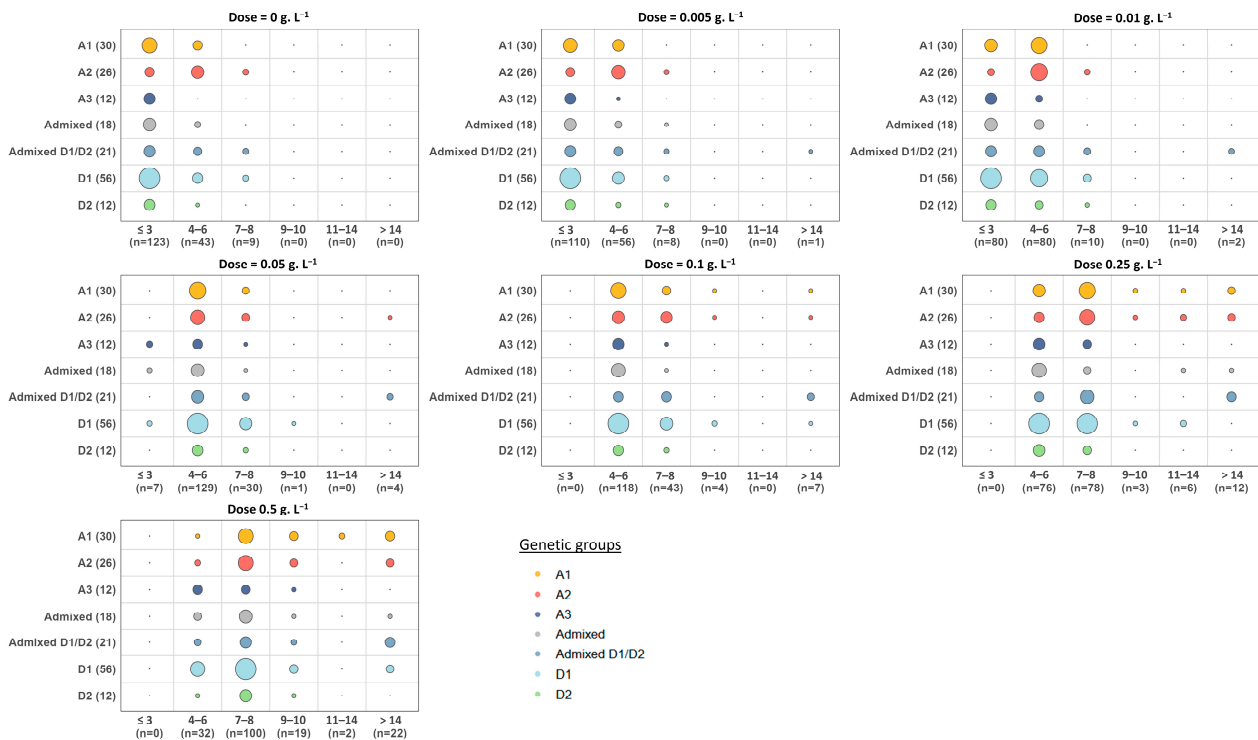 Dose = 0 g. L⁻¹
A1 (30)
A2 (26)
A3 (12)
Admixed (18)
Admixed D1/D2 (21)
D1 (56)
D2 (12)
≤ 3 4–6 7–8 9–10 11–14 > 14
(n=123) (n=43) (n=9) (n=0) (n=0) (n=0)
Dose = 0.005 g. L⁻¹
A1 (30)
A2 (26)
A3 (12)
Admixed (18)
Admixed D1/D2 (21)
D1 (56)
D2 (12)
≤ 3 4–6 7–8 9–10 11–14 > 14
(n=110) (n=56) (n=8) (n=0) (n=0) (n=1)
Dose = 0.01 g. L⁻¹
A1 (30)
A2 (26)
A3 (12)
Admixed (18)
Admixed D1/D2 (21)
D1 (56)
D2 (12)
≤ 3 4–6 7–8 9–10 11–14 > 14
(n=80) (n=80) (n=10) (n=0) (n=0) (n=2)
Dose = 0.05 g. L⁻¹
A1 (30)
A2 (26)
A3 (12)
Admixed (18)
Admixed D1/D2 (21)
D1 (56)
D2 (12)
≤ 3 4–6 7–8 9–10 11–14 > 14
(n=7) (n=129) (n=30) (n=1) (n=0) (n=4)
Dose = 0.1 g. L⁻¹
A1 (30)
A2 (26)
A3 (12)
Admixed (18)
Admixed D1/D2 (21)
D1 (56)
D2 (12)
≤ 3 4–6 7–8 9–10 11–14 > 14
(n=0) (n=118) (n=43) (n=4) (n=0) (n=7)
Dose 0.25 g. L⁻¹
A1 (30)
A2 (26)
A3 (12)
Admixed (18)
Admixed D1/D2 (21)
D1 (56)
D2 (12)
≤ 3 4–6 7–8 9–10 11–14 > 14
(n=0) (n=76) (n=78) (n=3) (n=6) (n=12)
Dose 0.5 g. L⁻¹
A1 (30)
A2 (26)
A3 (12)
Admixed (18)
Admixed D1/D2 (21)
D1 (56)
D2 (12)
≤ 3 4–6 7–8 9–10 11–14 > 14
(n=0) (n=32) (n=100) (n=19) (n=2) (n=22)
Genetic groups
A1
A2
A3
Admixed
Admixed D1/D2
D1
D2